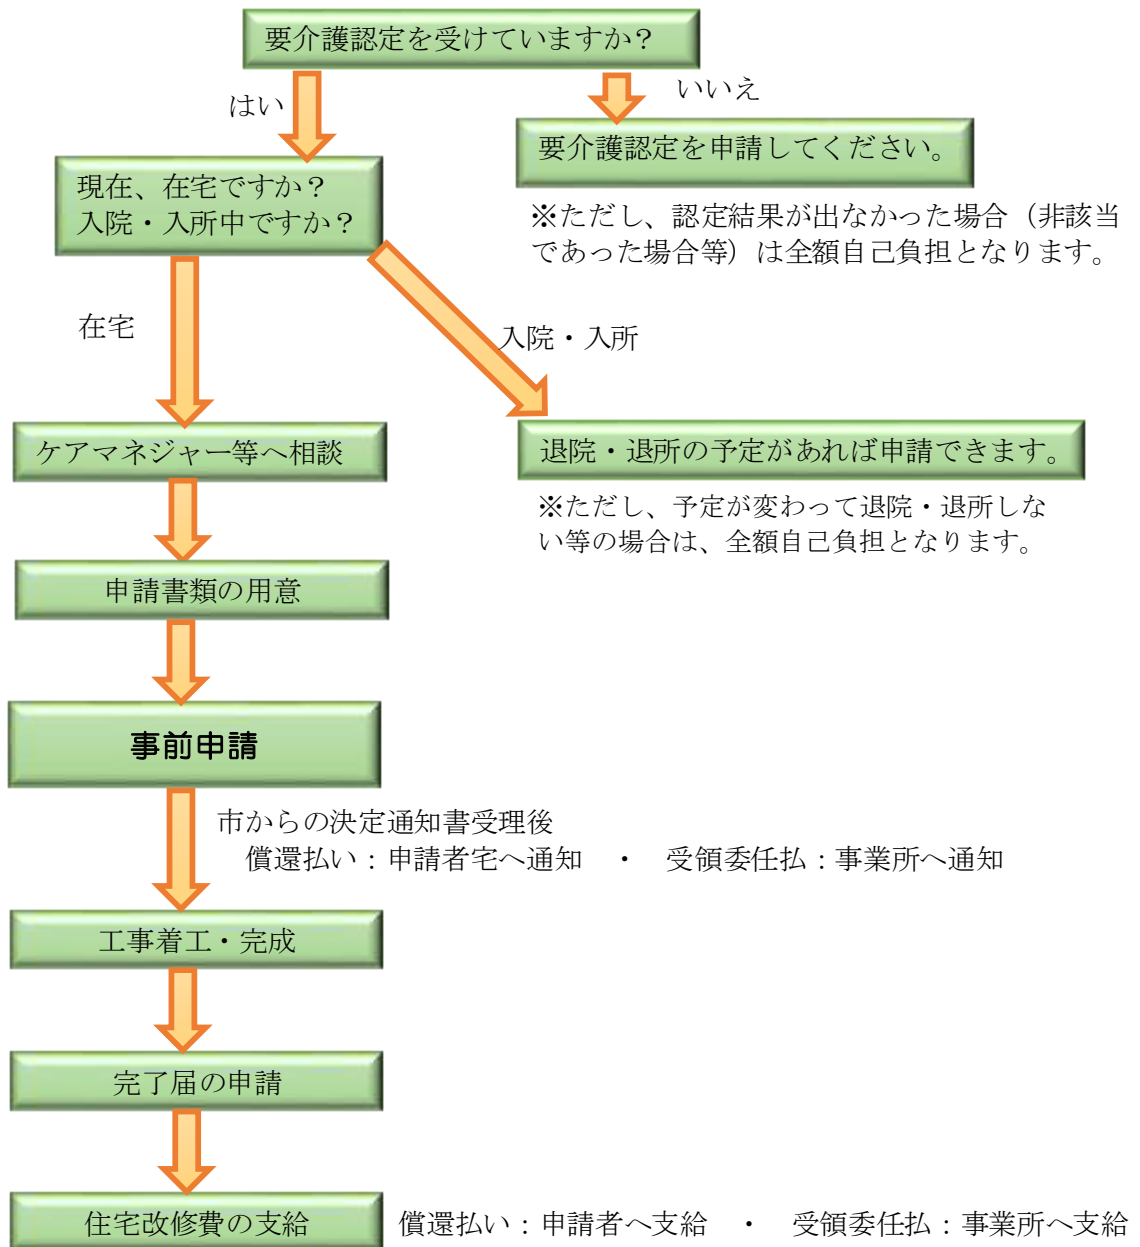 要介護認定を受けていますか？
はい
いいえ
要介護認定を申請してください。
※ただし、認定結果が出なかった場合（非該当
であった場合等）は全額自己負担となります。
現在、在宅ですか？
入院・入所中ですか？
在宅
入院・入所
ケアマネジャー等へ相談
退院・退所の予定があれば申請できます。
※ただし、予定が変わって退院・退所しな
い等の場合は、全額自己負担となります。
申請書類の用意
事前申請
市からの決定通知書受理後
償還払い：申請者宅へ通知　・　受領委任払：事業所へ通知
工事着工・完成
完了届の申請
住宅改修費の支給
償還払い：申請者へ支給　・　受領委任払：事業所へ支給